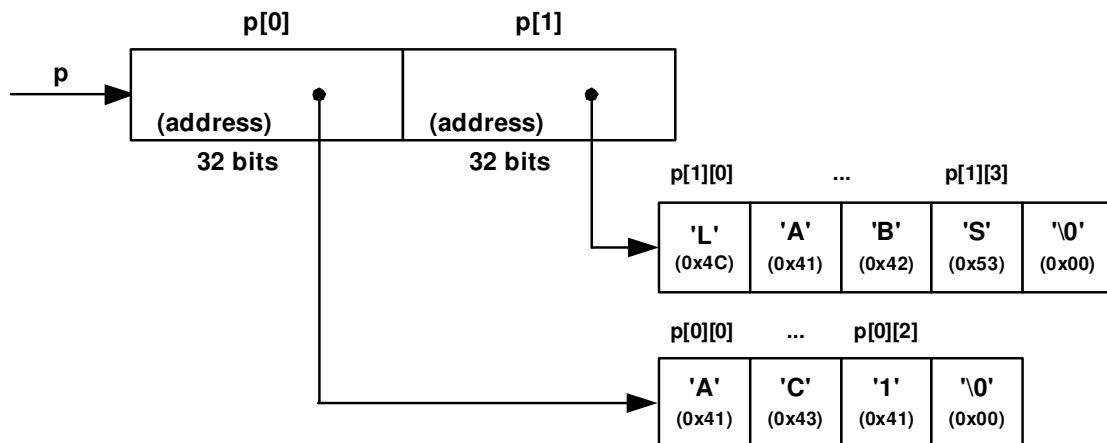 p[0] p[1]
p
(address) (address)
32 bits 32 bits
p[1][0] ... p[1][3]
'L' 'A' 'B' 'S' '\0'
(0x4C) (0x41) (0x42) (0x53) (0x00)
p[0][0] ... p[0][2]
'A' 'C' '1' '\0'
(0x41) (0x43) (0x41) (0x00)